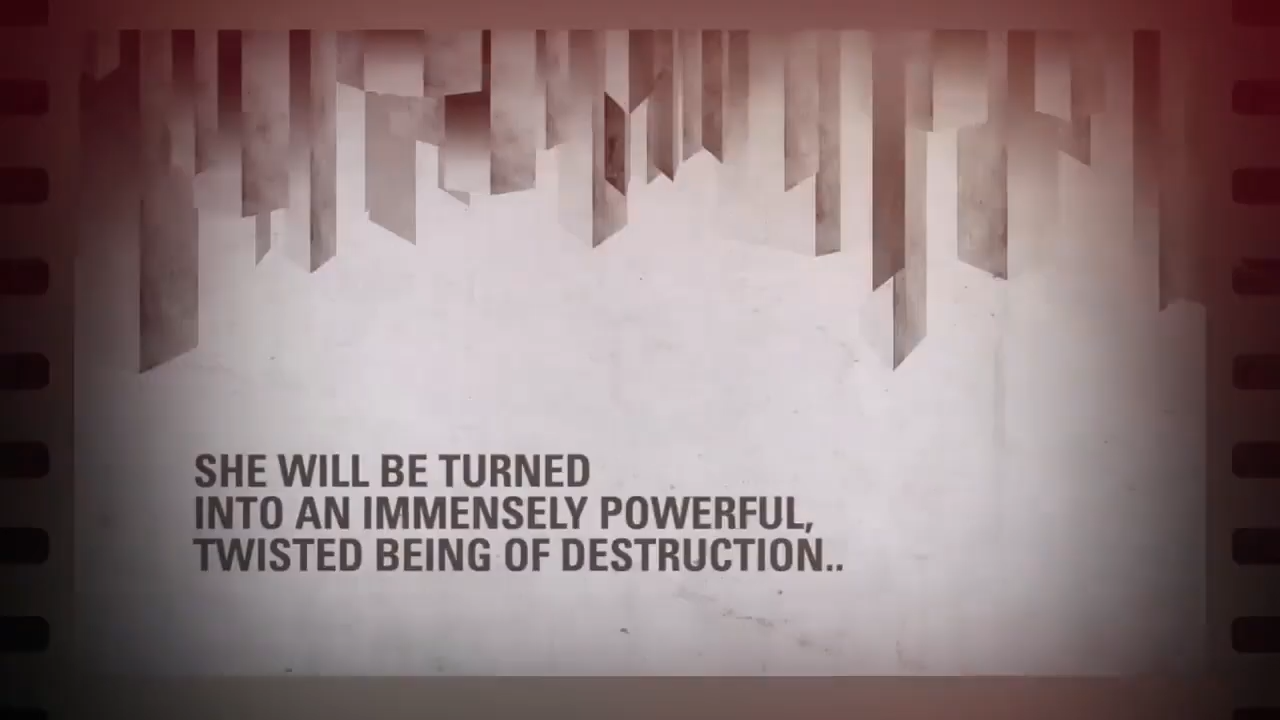 SHE WILL BE TURNED
INTO AN IMMENSELY POWERFUL,
TWISTED BEING OF DESTRUCTION..